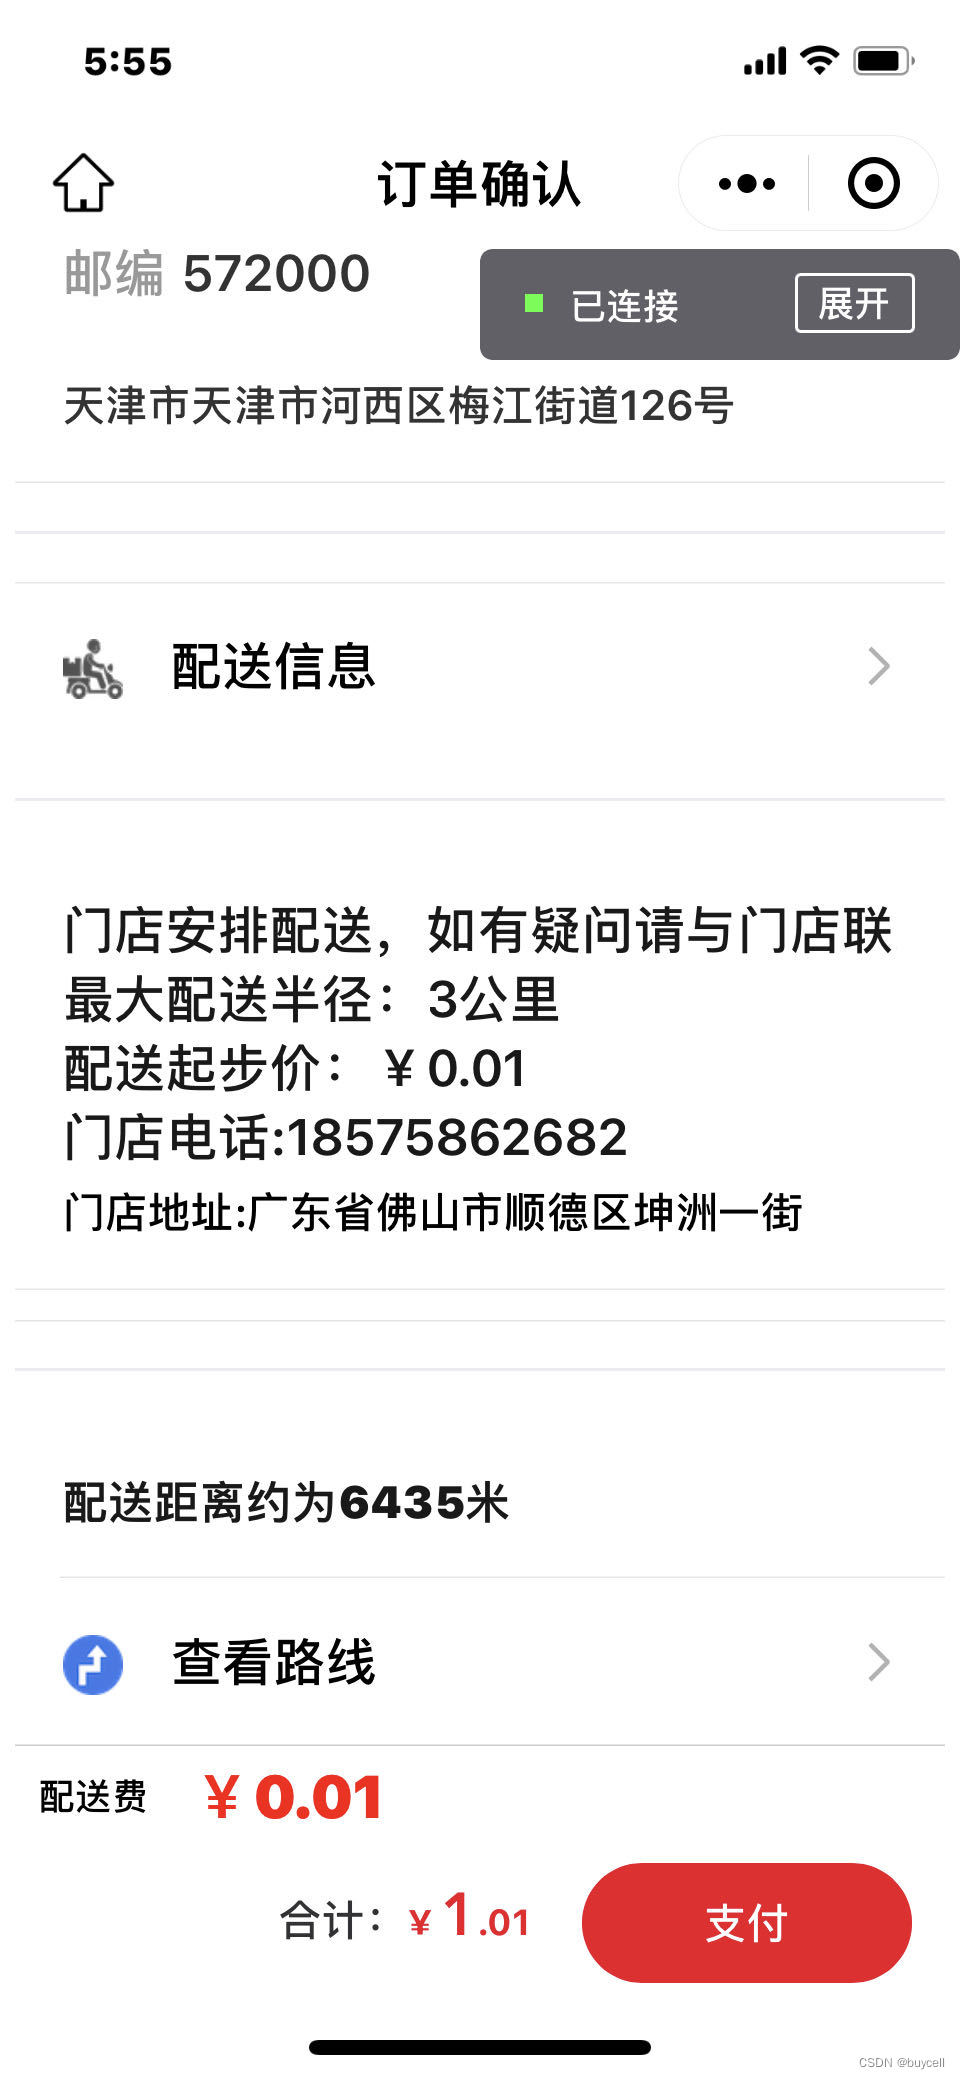 5:55
订单确认
邮编 572000
已连接 展开
天津市天津市河西区梅江街道126号
配送信息
门店安排配送，如有疑问请与门店联
最大配送半径：3公里
配送起步价：￥0.01
门店电话:18575862682
门店地址:广东省佛山市顺德区坤洲一街
配送距离约为6435米
查看路线
配送费 ￥0.01
合计：￥1.01 支付
CSDN @buycell